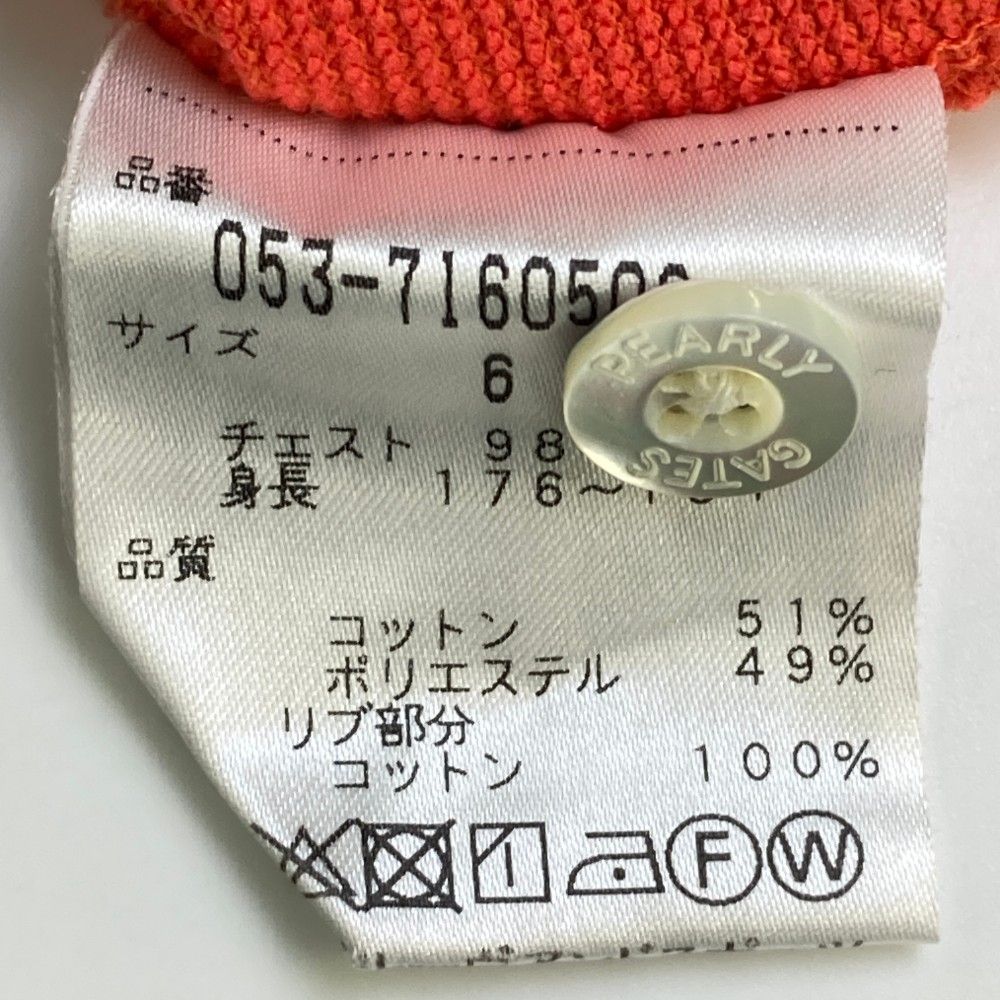 品番
053-7160500
サイズ
6
チェスト 98
身長 176～
品質
コットン 51%
ポリエステル 49%
リブ部分
コットン 100%
F W
PEARLY
GATES